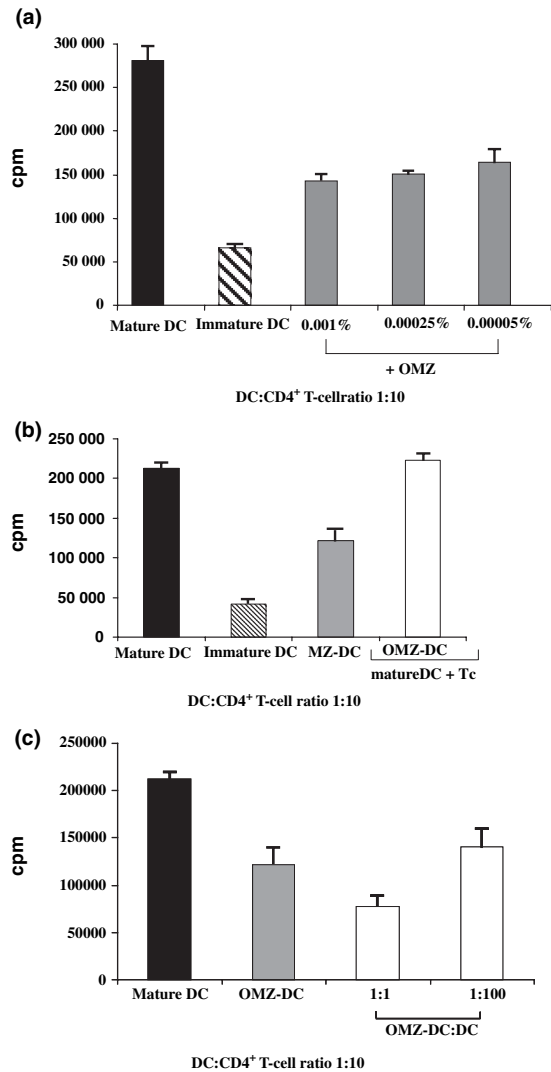 (a)
300 000
250 000
200 000
150 000
100 000
50 000
0
cpm
Mature DC Immature DC 0.001% 0.00025% 0.00005%
+ OMZ
DC:CD4+ T-cellratio 1:10
(b)
250 000
200 000
150 000
100 000
50 000
0
cpm
Mature DC Immature DC MZ-DC OMZ-DC
matureDC + Tc
DC:CD4+ T-cell ratio 1:10
(c)
250000
200000
150000
100000
50000
0
cpm
Mature DC OMZ-DC 1:1 1:100
OMZ-DC:DC
DC:CD4+ T-cell ratio 1:10